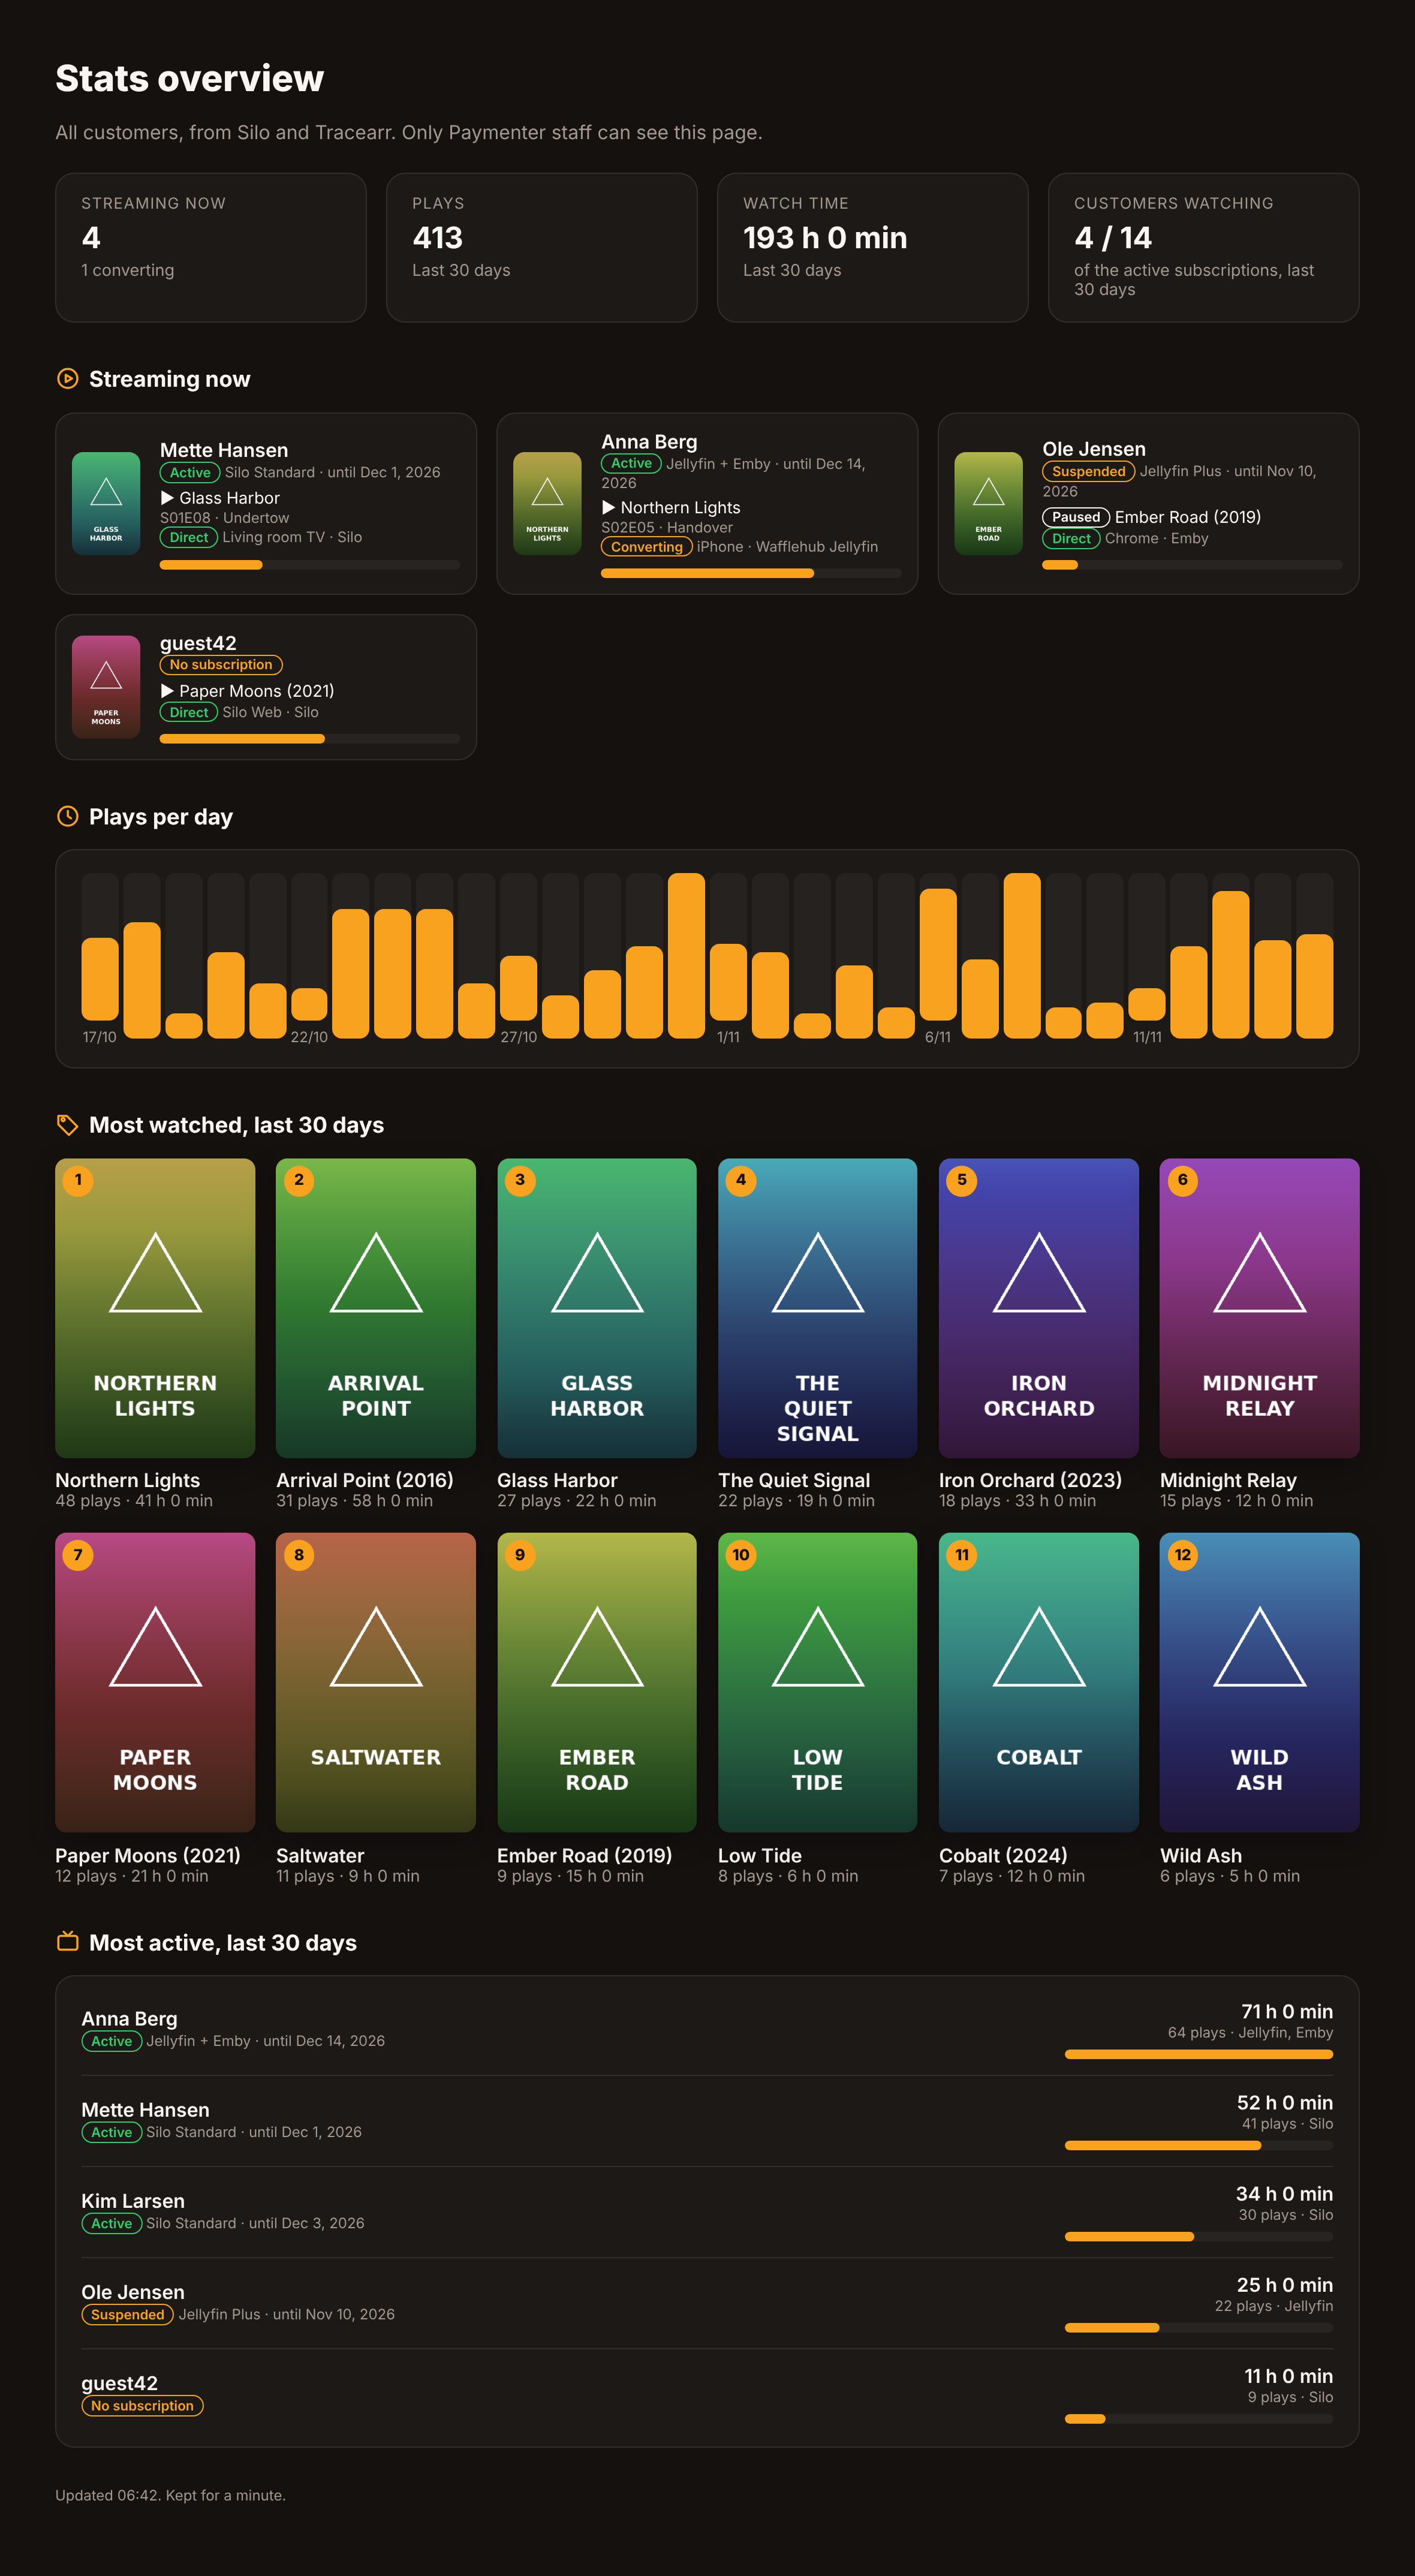 Stats overview
All customers, from Silo and Tracearr. Only Paymenter staff can see this page.
STREAMING NOW
4
1 converting
PLAYS
413
Last 30 days
WATCH TIME
193 h 0 min
Last 30 days
CUSTOMERS WATCHING
4 / 14
of the active subscriptions, last
30 days
Streaming now
GLASS
HARBOR
Mette Hansen
Active Silo Standard · until Dec 1, 2026
▶ Glass Harbor
S01E08 · Undertow
Direct Living room TV · Silo
NORTHERN
LIGHTS
Anna Berg
Active Jellyfin + Emby · until Dec 14,
2026
▶ Northern Lights
S02E05 · Handover
Converting iPhone · Wafflehub Jellyfin
EMBER
ROAD
Ole Jensen
Suspended Jellyfin Plus · until Nov 10,
2026
Paused Ember Road (2019)
Direct Chrome · Emby
PAPER
MOONS
guest42
No subscription
▶ Paper Moons (2021)
Direct Silo Web · Silo
Plays per day
17/10 22/10 27/10 1/11 6/11 11/11
Most watched, last 30 days
1
NORTHERN
LIGHTS
Northern Lights
48 plays · 41 h 0 min
2
ARRIVAL
POINT
Arrival Point (2016)
31 plays · 58 h 0 min
3
GLASS
HARBOR
Glass Harbor
27 plays · 22 h 0 min
4
THE
QUIET
SIGNAL
The Quiet Signal
22 plays · 19 h 0 min
5
IRON
ORCHARD
Iron Orchard (2023)
18 plays · 33 h 0 min
6
MIDNIGHT
RELAY
Midnight Relay
15 plays · 12 h 0 min
7
PAPER
MOONS
Paper Moons (2021)
12 plays · 21 h 0 min
8
SALTWATER
Saltwater
11 plays · 9 h 0 min
9
EMBER
ROAD
Ember Road (2019)
9 plays · 15 h 0 min
10
LOW
TIDE
Low Tide
8 plays · 6 h 0 min
11
COBALT
Cobalt (2024)
7 plays · 12 h 0 min
12
WILD
ASH
Wild Ash
6 plays · 5 h 0 min
Most active, last 30 days
Anna Berg
Active Jellyfin + Emby · until Dec 14, 2026
71 h 0 min
64 plays · Jellyfin, Emby
Mette Hansen
Active Silo Standard · until Dec 1, 2026
52 h 0 min
41 plays · Silo
Kim Larsen
Active Silo Standard · until Dec 3, 2026
34 h 0 min
30 plays · Silo
Ole Jensen
Suspended Jellyfin Plus · until Nov 10, 2026
25 h 0 min
22 plays · Jellyfin
guest42
No subscription
11 h 0 min
9 plays · Silo
Updated 06:42. Kept for a minute.